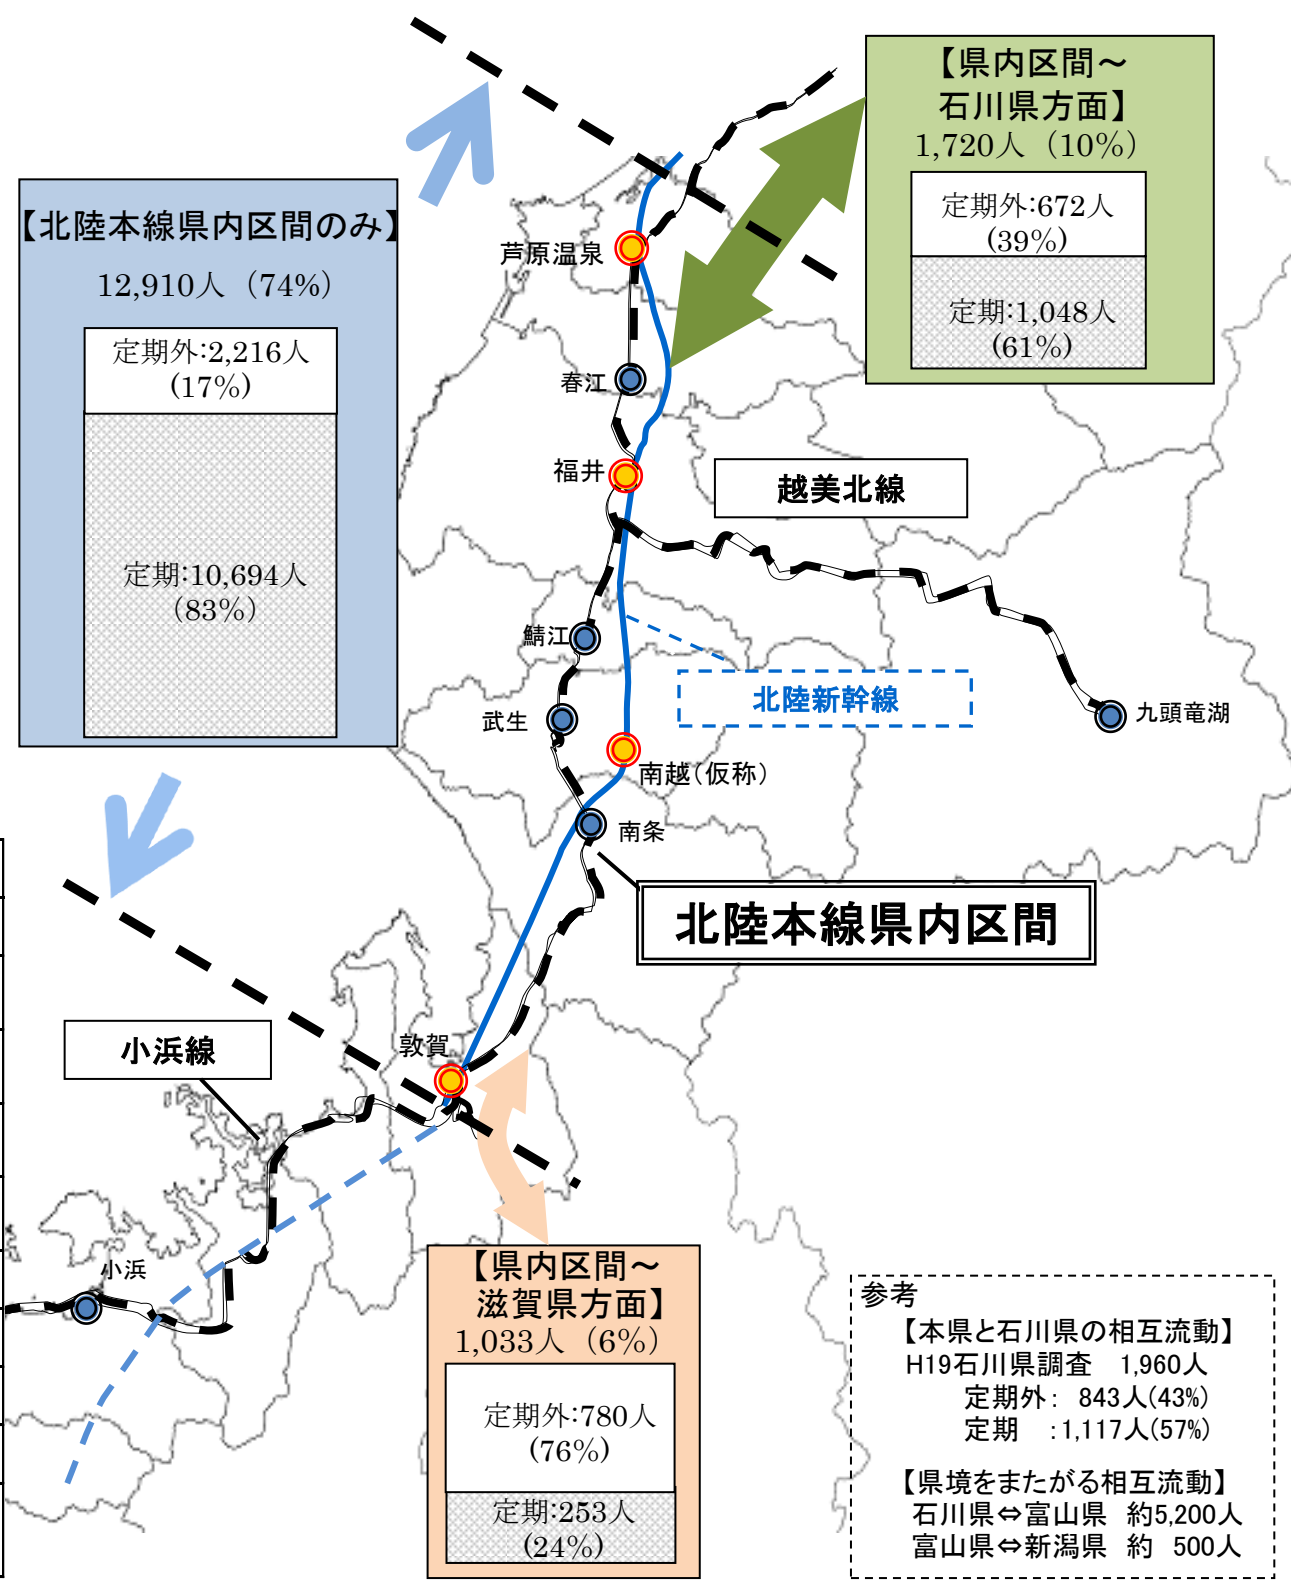 【県内区間～
石川県方面】
1,720人（10%）
定期外:672人
(39%)
定期:1,048人
(61%)
【北陸本線県内区間のみ】
12,910人（74%）
定期外:2,216人
(17%)
定期:10,694人
(83%)
芦原温泉
春江
福井
越美北線
鯖江
北陸新幹線
武生
九頭竜湖
南越(仮称)
南条
北陸本線県内区間
敦賀
小浜線
小浜
【県内区間～
滋賀県方面】
1,033人（6%）
定期外:780人
(76%)
定期:253人
(24%)
参考
【本県と石川県の相互流動】
H19石川県調査　1,960人
定期外： 843人(43%)
定期　：1,117人(57%)
【県境をまたがる相互流動】
石川県⇔富山県 約5,200人
富山県⇔新潟県 約　500人